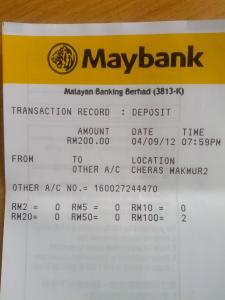 Maybank
Malayan Banking Berhad (3813-K)
TRANSACTION RECORD : DEPOSIT
AMOUNT DATE TIME
RM200.00 04/09/12 07:59PM
FROM TO LOCATION
OTHER A/C CHERAS MAKMUR2
OTHER A/C NO.= 160027244470
RM2 = 0 RM5 = 0 RM10 = 0
RM20= 0 RM50= 0 RM100= 2